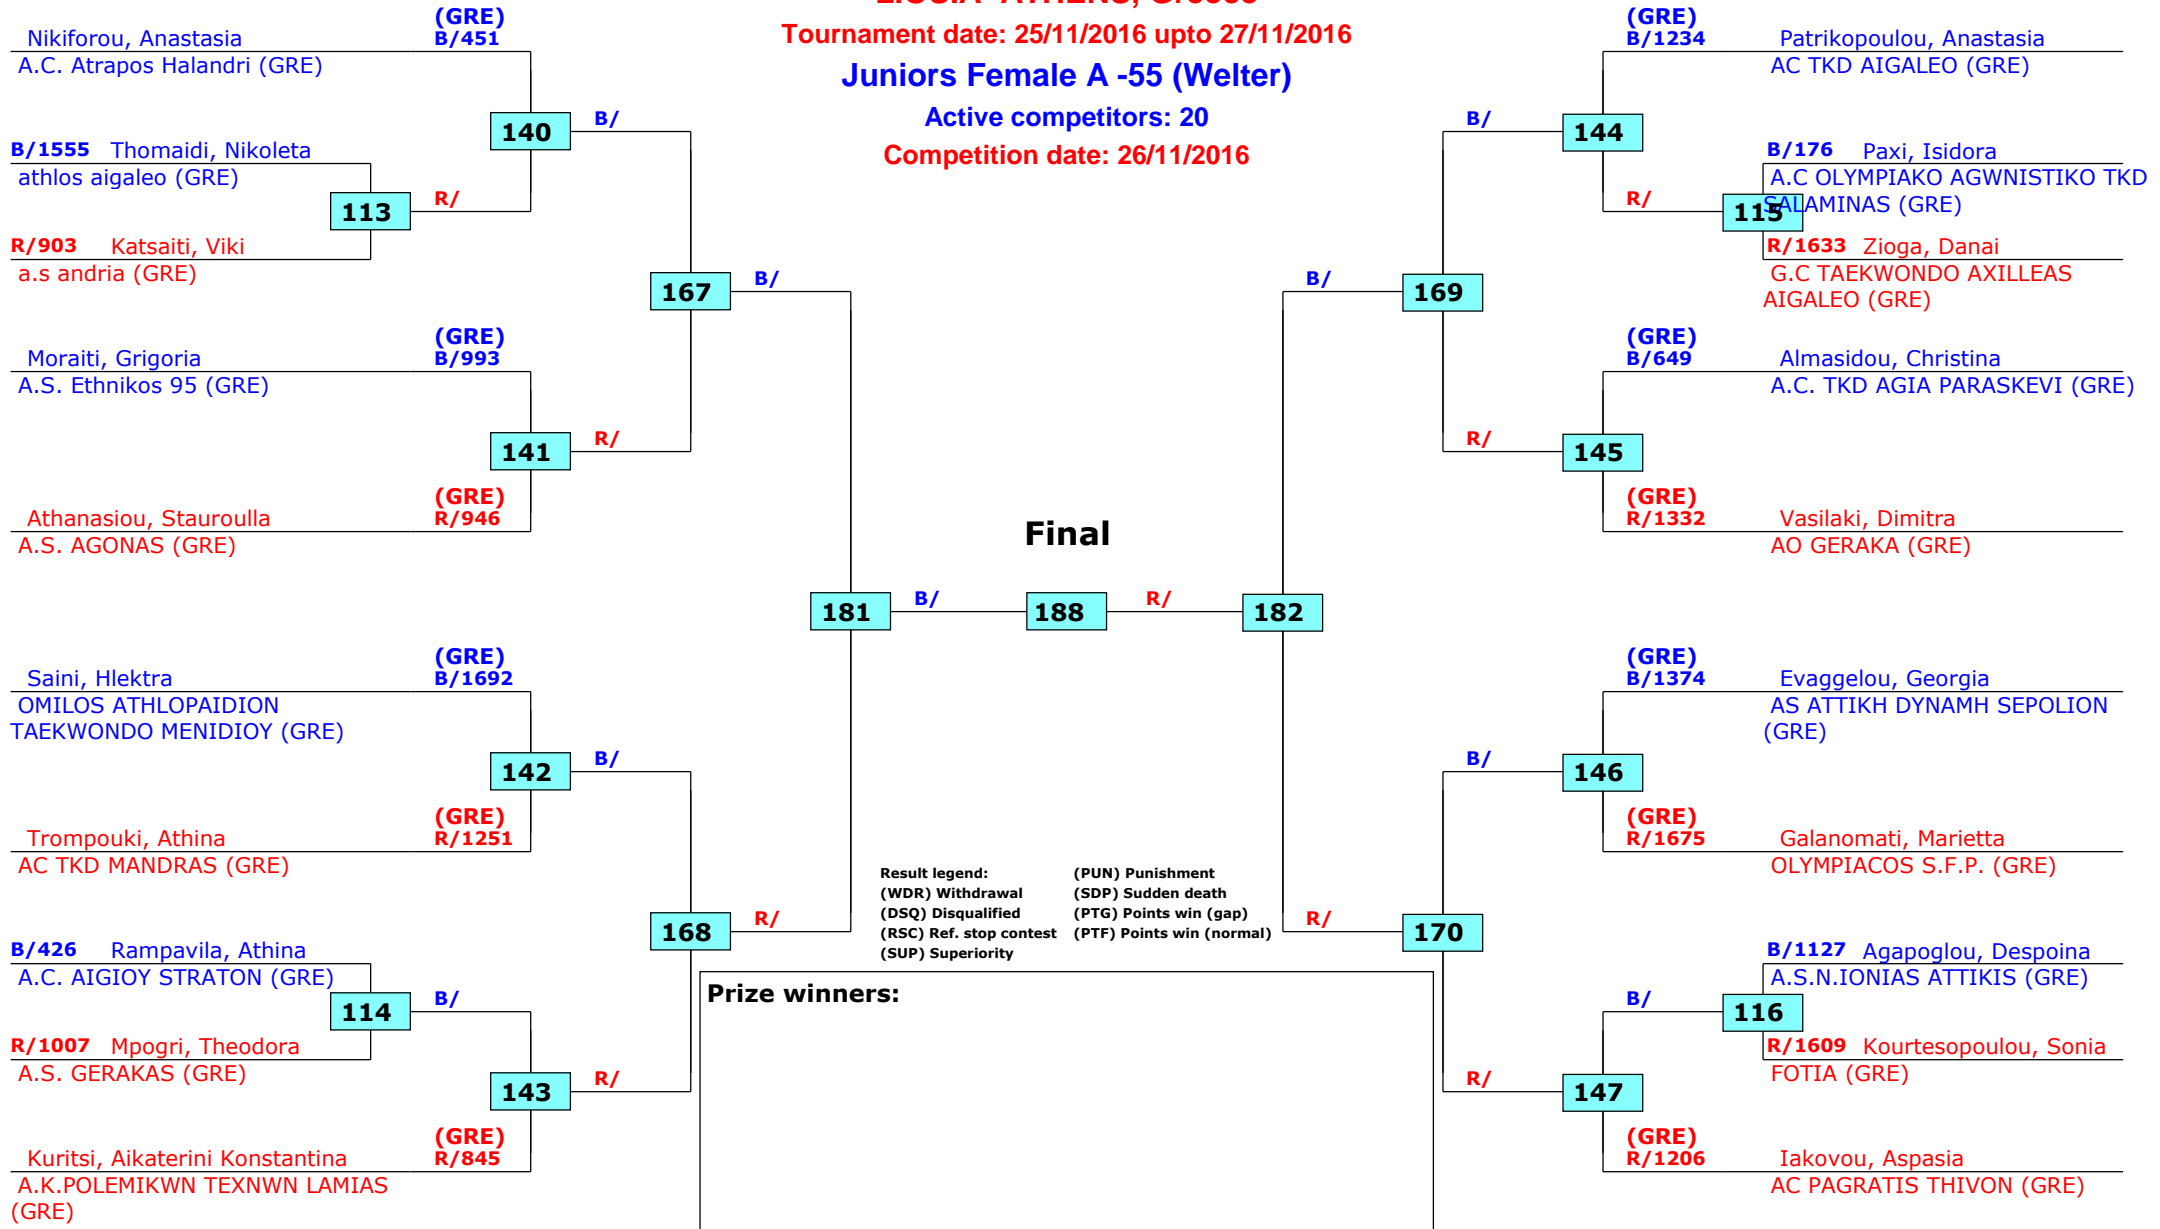 LIOSIA- ATHENS, Greece
Tournament date: 25/11/2016 upto 27/11/2016
Juniors Female A -55 (Welter)
Active competitors: 20
Competition date: 26/11/2016
(GRE)
Nikiforou, Anastasia B/451
A.C. Atrapos Halandri (GRE)
140 B/
B/1555 Thomaidi, Nikoleta
athlos aigaleo (GRE)
113 R/
R/903 Katsaiti, Viki
a.s andria (GRE)
167 B/
(GRE)
Moraiti, Grigoria B/993
A.S. Ethnikos 95 (GRE)
141 R/
(GRE)
Athanasiou, Stauroulla R/946
A.S. AGONAS (GRE)
181 B/
(GRE)
Saini, Hlektra B/1692
OMILOS ATHLOPAIDION
TAEKWONDO MENIDIOY (GRE)
142 B/
(GRE)
Trompouki, Athina R/1251
AC TKD MANDRAS (GRE)
168 R/
B/426 Rampavila, Athina
A.C. AIGIOY STRATON (GRE)
114 B/
R/1007 Mpogri, Theodora
A.S. GERAKAS (GRE)
143 R/
(GRE)
Kuritsi, Aikaterini Konstantina R/845
A.K.POLEMIKWN TEXNWN LAMIAS
(GRE)
Final
188
(GRE)
B/1234 Patrikopoulou, Anastasia
AC TKD AIGALEO (GRE)
B/ 144
B/176 Paxi, Isidora
A.C OLYMPIAKO AGWNISTIKO TKD
SALAMINAS (GRE)
R/ 115
R/1633 Zioga, Danai
G.C TAEKWONDO AXILLEAS
AIGALEO (GRE)
B/ 169
(GRE)
B/649 Almasidou, Christina
A.C. TKD AGIA PARASKEVI (GRE)
R/ 145
(GRE)
R/1332 Vasilaki, Dimitra
AO GERAKA (GRE)
R/ 182
(GRE)
B/1374 Evaggelou, Georgia
AS ATTIKH DYNAMH SEPOLION
(GRE)
B/ 146
(GRE)
R/1675 Galanomati, Marietta
OLYMPIACOS S.F.P. (GRE)
R/ 170
B/1127 Agapoglou, Despoina
A.S.N.IONIAS ATTIKIS (GRE)
B/ 116
R/1609 Kourtesopoulou, Sonia
FOTIA (GRE)
R/ 147
(GRE)
R/1206 Iakovou, Aspasia
AC PAGRATIS THIVON (GRE)
Result legend: (PUN) Punishment
(WDR) Withdrawal (SDP) Sudden death
(DSQ) Disqualified (PTG) Points win (gap)
(RSC) Ref. stop contest (PTF) Points win (normal)
(SUP) Superiority
Prize winners: